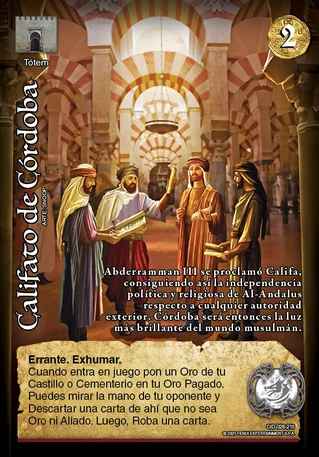 2
Tótem
Califato de Córdoba
Abderramman III se proclamó Califa,
consiguiendo así la independencia
política y religiosa de Al-Andalus
respecto a cualquier autoridad
exterior. Córdoba será entonces la luz
más brillante del mundo musulmán.
Errante. Exhumar.
Cuando entra en juego pon un Oro de tu
Castillo o Cementerio en tu Oro Pagado.
Puedes mirar la mano de tu oponente y
Descartar una carta de ahí que no sea
Oro ni Aliado. Luego, Roba una carta.